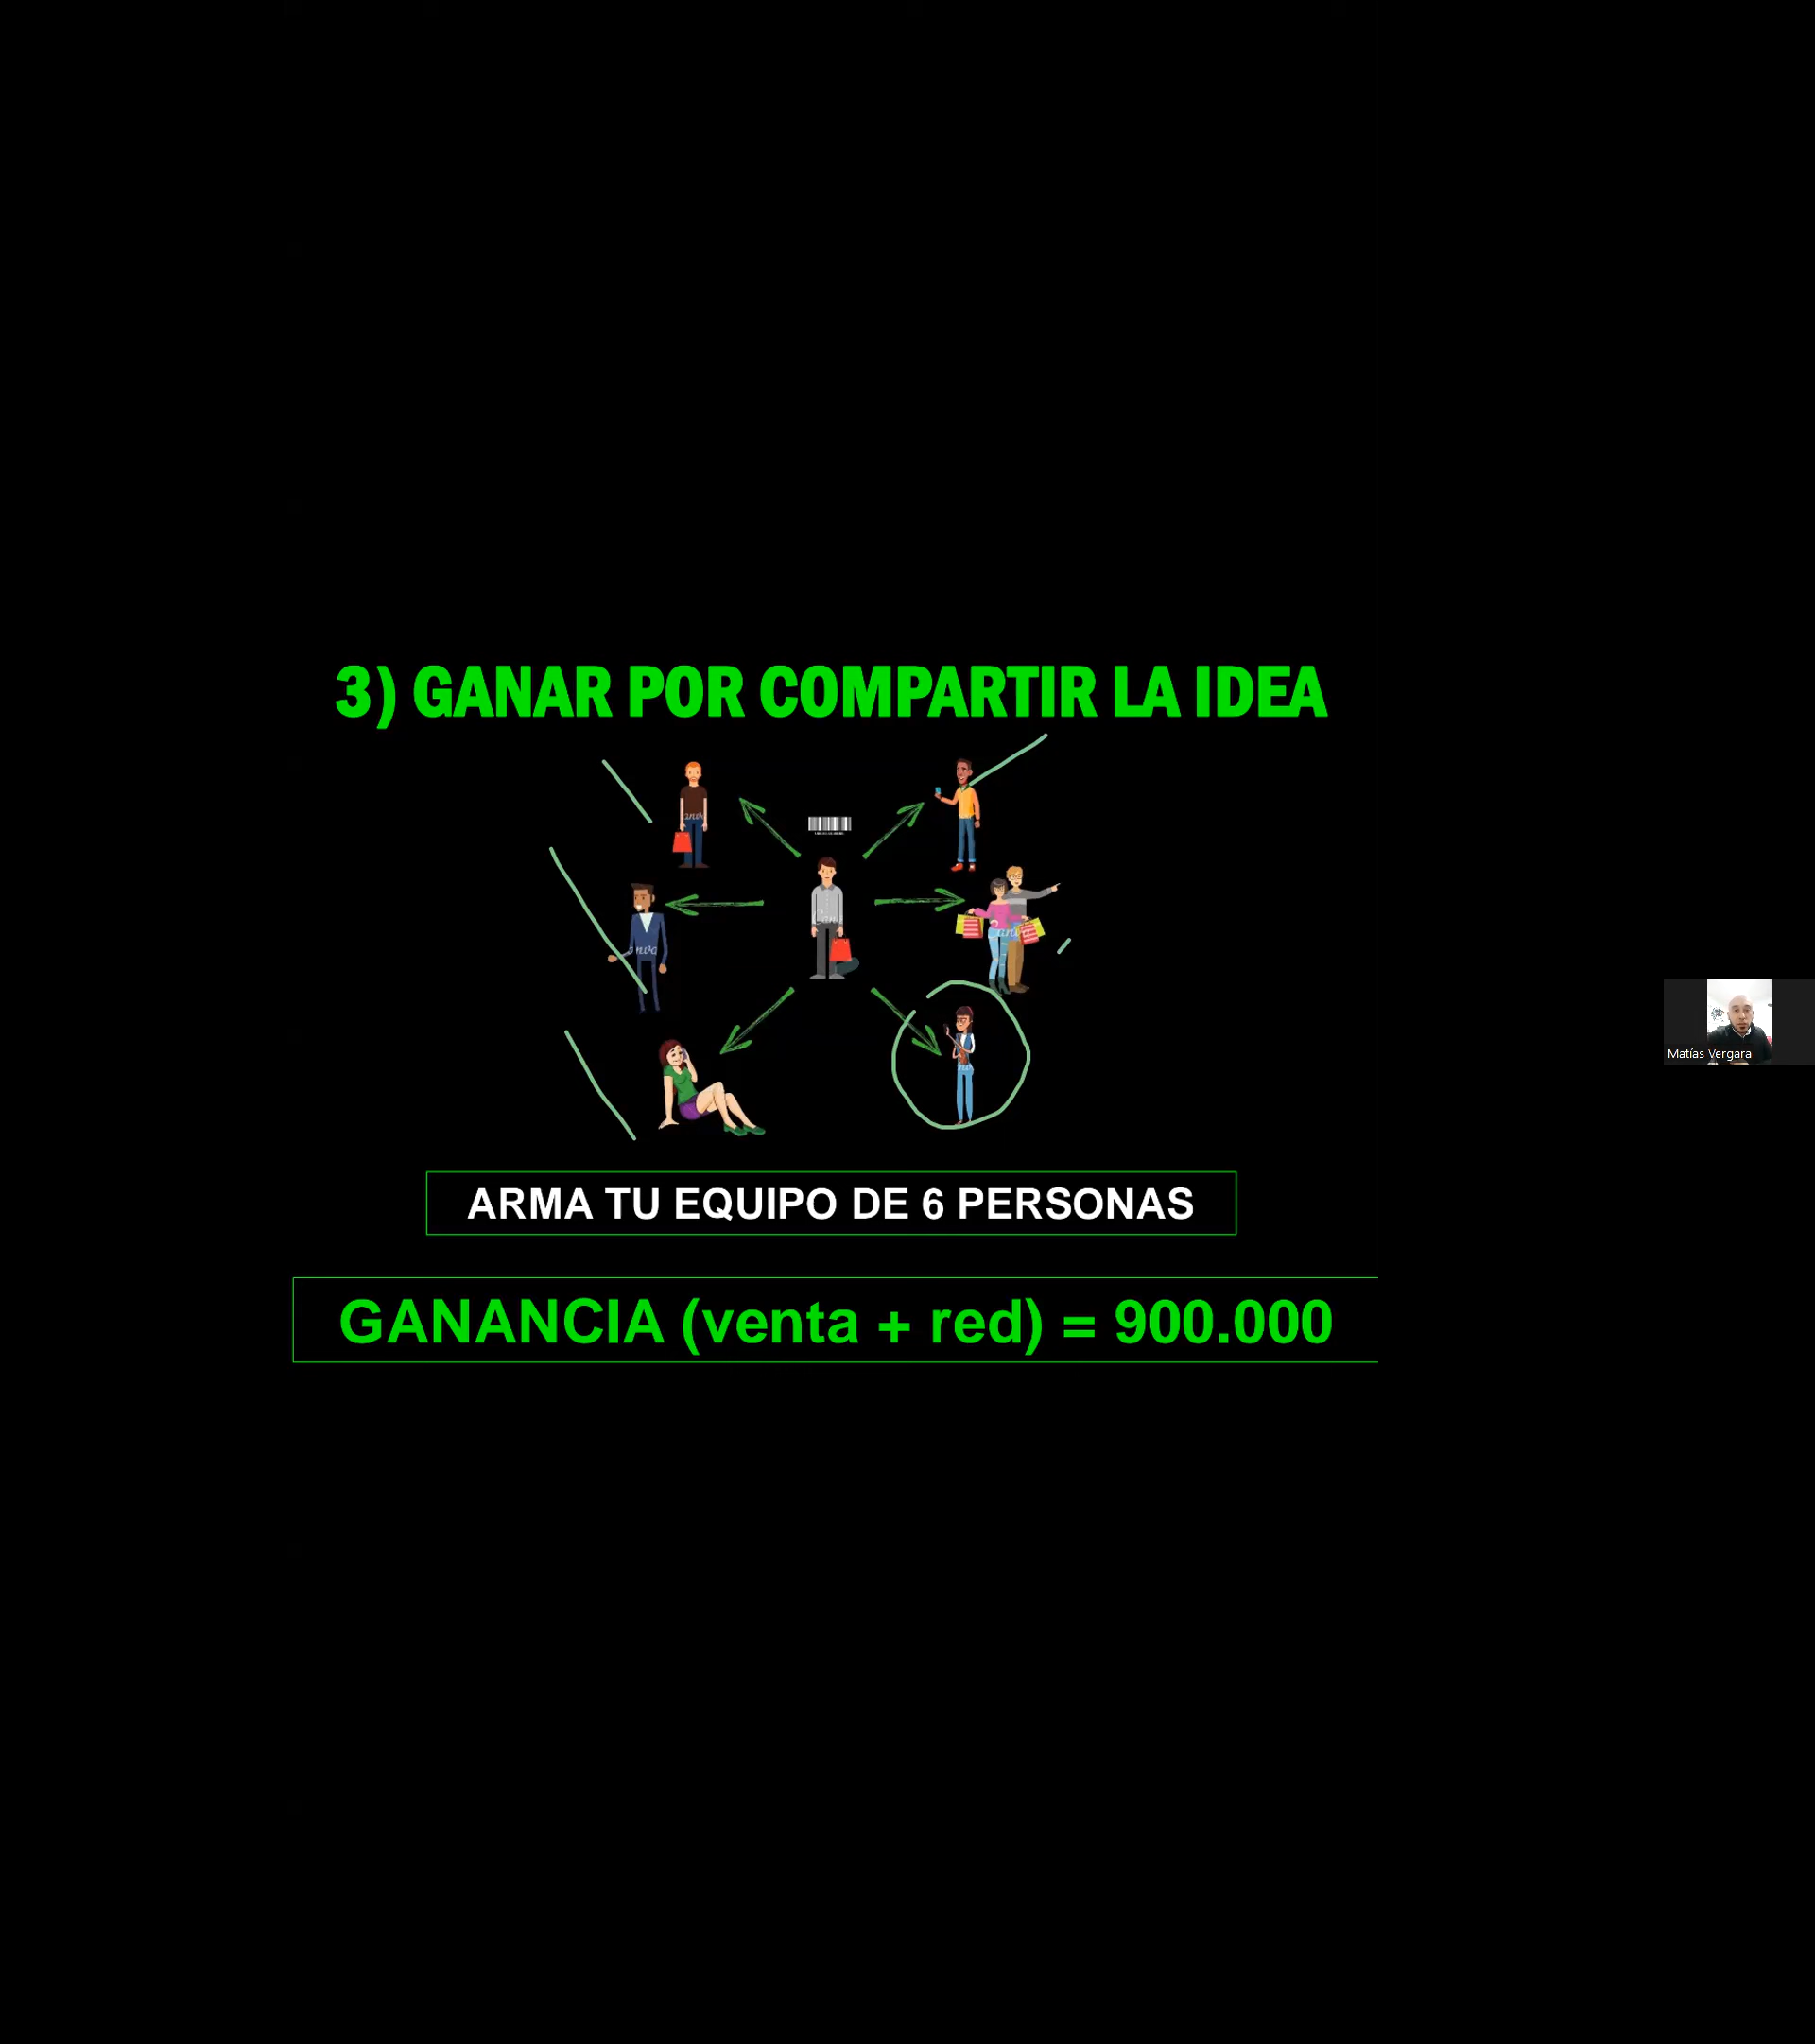 3) GANAR POR COMPARTIR LA IDEA
ARMA TU EQUIPO DE 6 PERSONAS
GANANCIA (venta + red) = 900.000
Matías Vergara